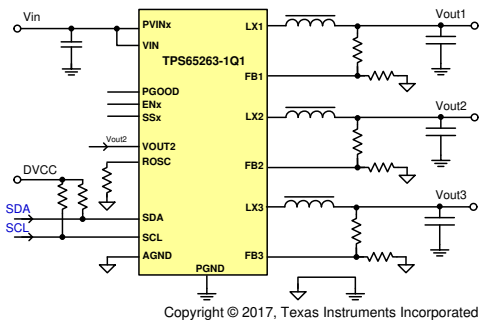 Vin
PVINx
VIN
TPS65263-1Q1
LX1
Vout1
FB1
PGOOD
ENx
SSx
LX2
Vout2
Vout2
VOUT2
ROSC
FB2
DVCC
SDA
SCL
SDA
SCL
AGND
LX3
Vout3
FB3
PGND
Copyright © 2017, Texas Instruments Incorporated